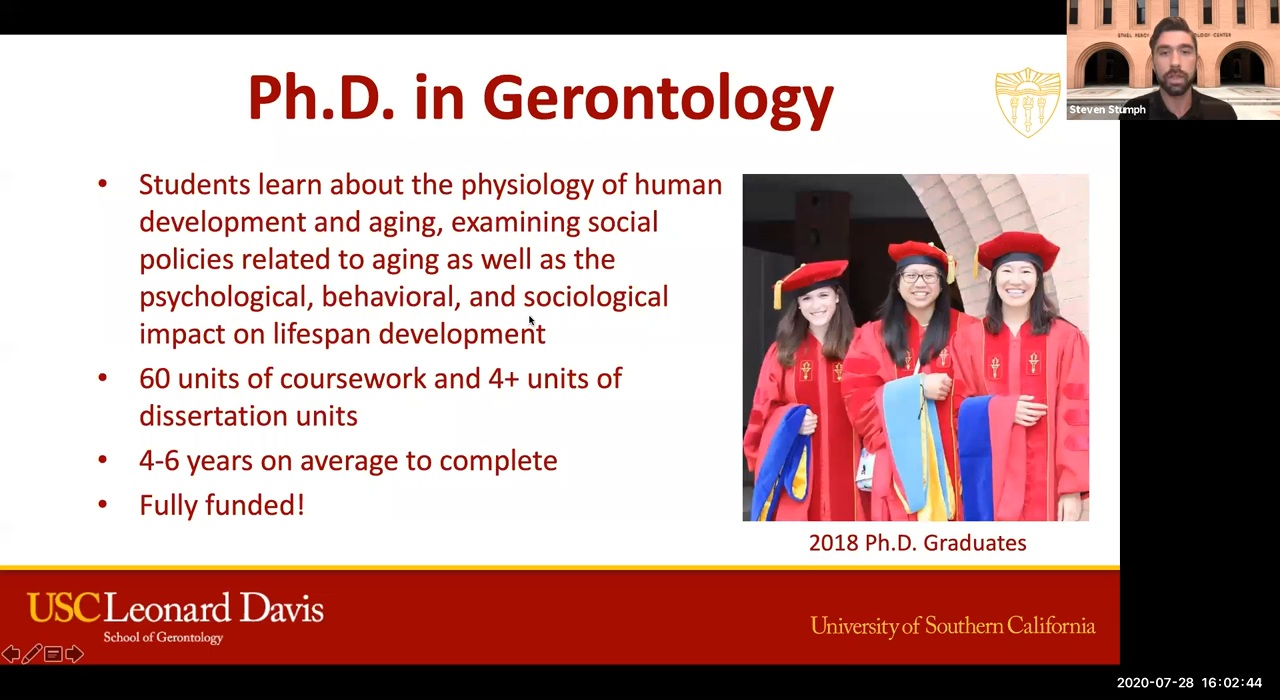 Ph.D. in Gerontology
Steven Stumph
• Students learn about the physiology of human
development and aging, examining social
policies related to aging as well as the
psychological, behavioral, and sociological
impact on lifespan development
• 60 units of coursework and 4+ units of
dissertation units
• 4-6 years on average to complete
• Fully funded!
2018 Ph.D. Graduates
USC Leonard Davis
School of Gerontology
University of Southern California
2020-07-28 16:02:44